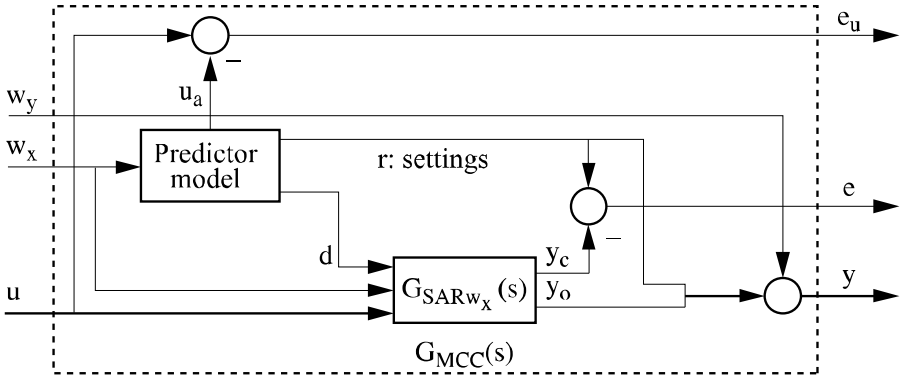 e_u
u_a
w_y
w_x
Predictor
model
r: settings
e
d
y_c
y_o
G_SARw_x (s)
u
y
G_MCC(s)